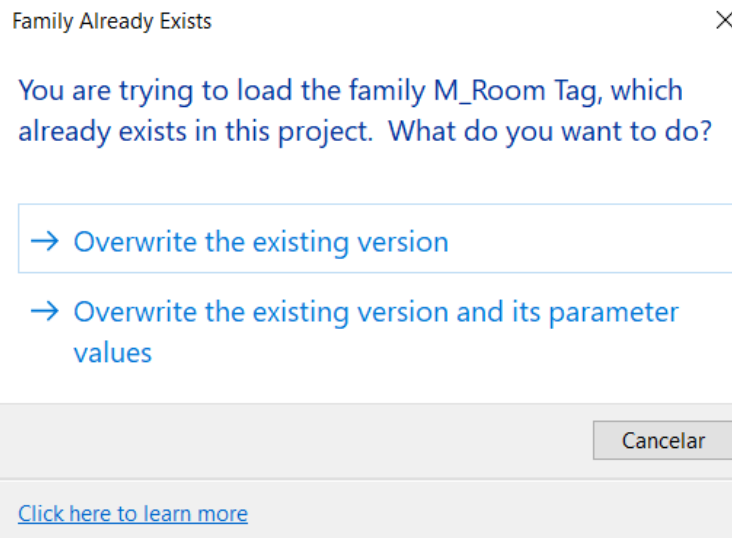 Family Already Exists
You are trying to load the family M_Room Tag, which
already exists in this project.  What do you want to do?
Overwrite the existing version
Overwrite the existing version and its parameter
values
Cancelar
Click here to learn more